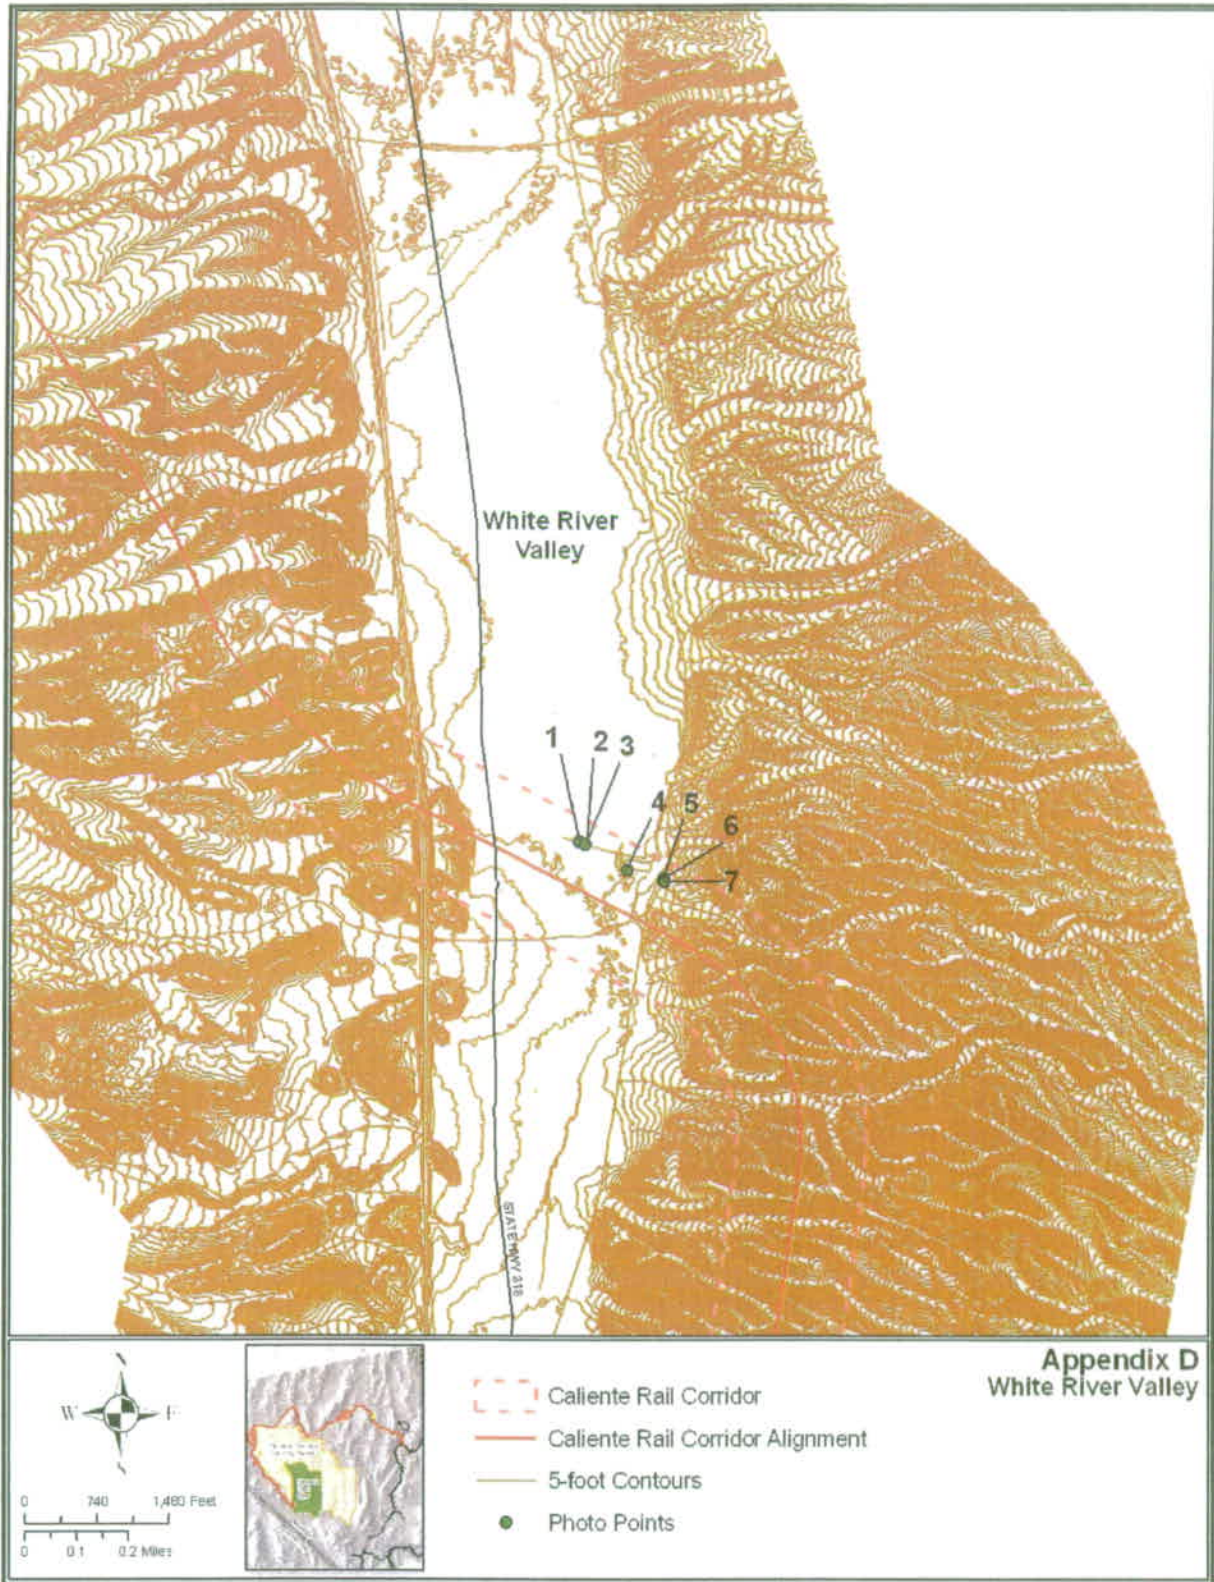 White River
Valley
1
2
3
4
5
6
7
STATE HWY 318
Appendix D
White River Valley
N
W
E
S
0 740 1,480 Feet
0 0.1 0.2 Miles
Caliente Rail Corridor
Caliente Rail Corridor Alignment
5-foot Contours
Photo Points